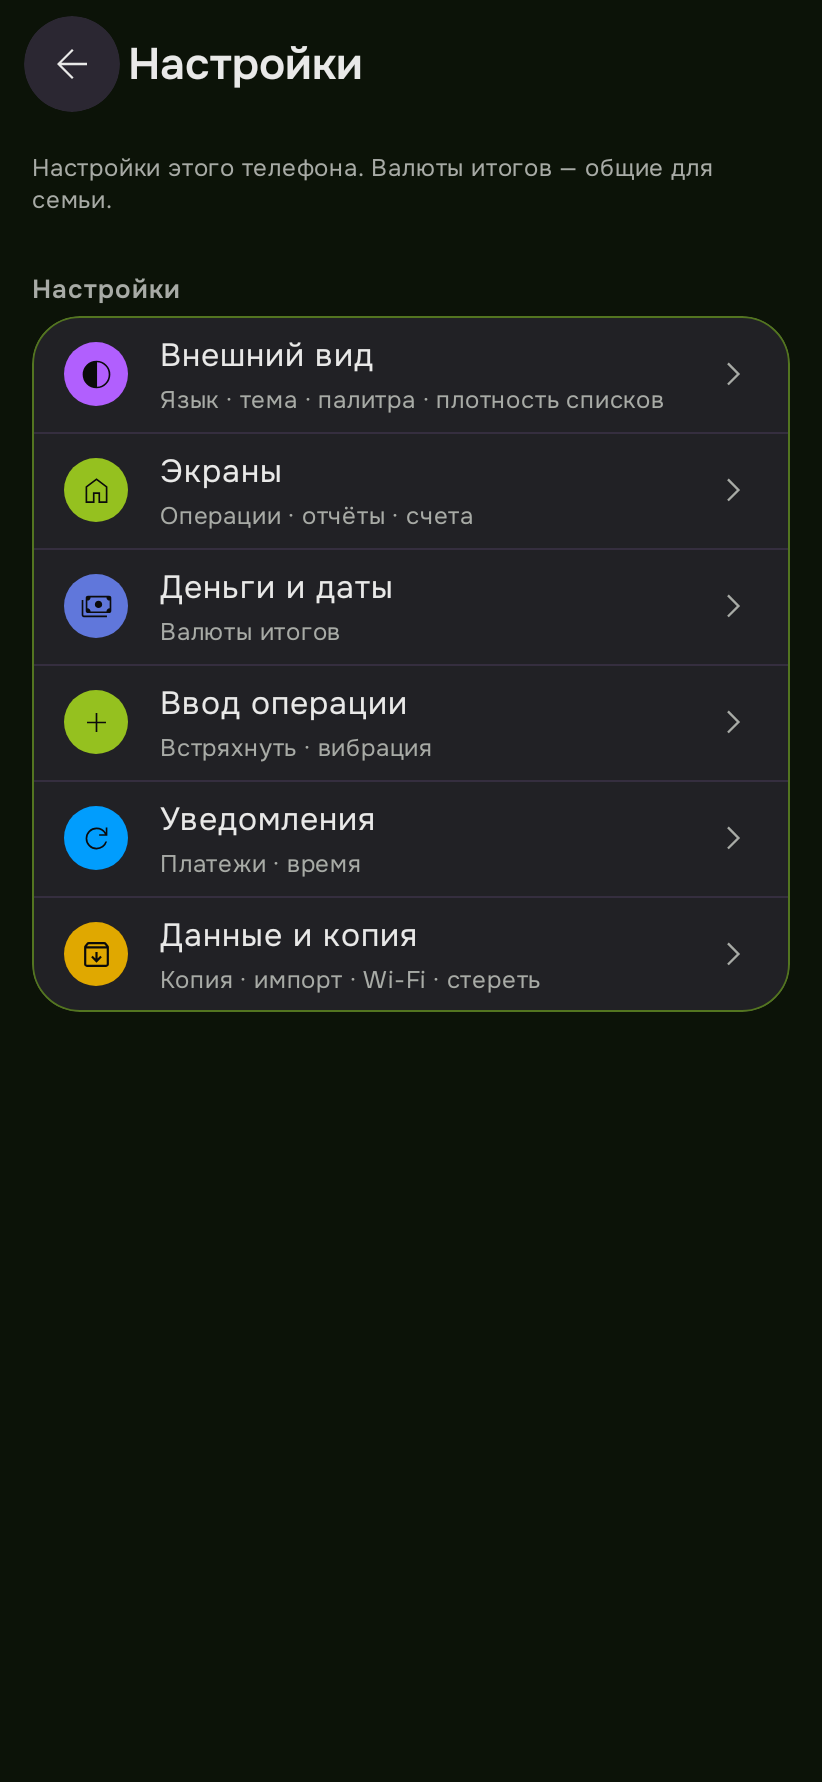 Настройки
Настройки этого телефона. Валюты итогов — общие для
семьи.
Настройки
Внешний вид
Язык · тема · палитра · плотность списков
Экраны
Операции · отчёты · счета
Деньги и даты
Валюты итогов
Ввод операции
Встряхнуть · вибрация
Уведомления
Платежи · время
Данные и копия
Копия · импорт · Wi-Fi · стереть